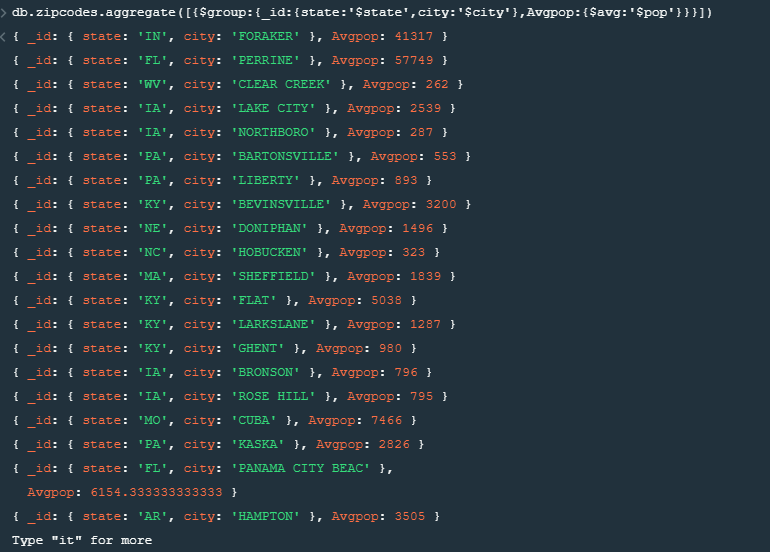 > db.zipcodes.aggregate([{$group:{_id:{state:'$state',city:'$city'},Avgpop:{$avg:'$pop'}}}])
< { _id: { state: 'IN', city: 'FORAKER' }, Avgpop: 41317 }
{ _id: { state: 'FL', city: 'PERRINE' }, Avgpop: 57749 }
{ _id: { state: 'WV', city: 'CLEAR CREEK' }, Avgpop: 262 }
{ _id: { state: 'IA', city: 'LAKE CITY' }, Avgpop: 2539 }
{ _id: { state: 'IA', city: 'NORTHBORO' }, Avgpop: 287 }
{ _id: { state: 'PA', city: 'BARTONSVILLE' }, Avgpop: 553 }
{ _id: { state: 'PA', city: 'LIBERTY' }, Avgpop: 893 }
{ _id: { state: 'KY', city: 'BEVINSVILLE' }, Avgpop: 3200 }
{ _id: { state: 'NE', city: 'DONIPHAN' }, Avgpop: 1496 }
{ _id: { state: 'NC', city: 'HOBUCKEN' }, Avgpop: 323 }
{ _id: { state: 'MA', city: 'SHEFFIELD' }, Avgpop: 1839 }
{ _id: { state: 'KY', city: 'FLAT' }, Avgpop: 5038 }
{ _id: { state: 'KY', city: 'LARKSLANE' }, Avgpop: 1287 }
{ _id: { state: 'KY', city: 'GHENT' }, Avgpop: 980 }
{ _id: { state: 'IA', city: 'BRONSON' }, Avgpop: 796 }
{ _id: { state: 'IA', city: 'ROSE HILL' }, Avgpop: 795 }
{ _id: { state: 'MO', city: 'CUBA' }, Avgpop: 7466 }
{ _id: { state: 'PA', city: 'KASKA' }, Avgpop: 2826 }
{ _id: { state: 'FL', city: 'PANAMA CITY BEAC' },
Avgpop: 6154.333333333333 }
{ _id: { state: 'AR', city: 'HAMPTON' }, Avgpop: 3505 }
Type "it" for more